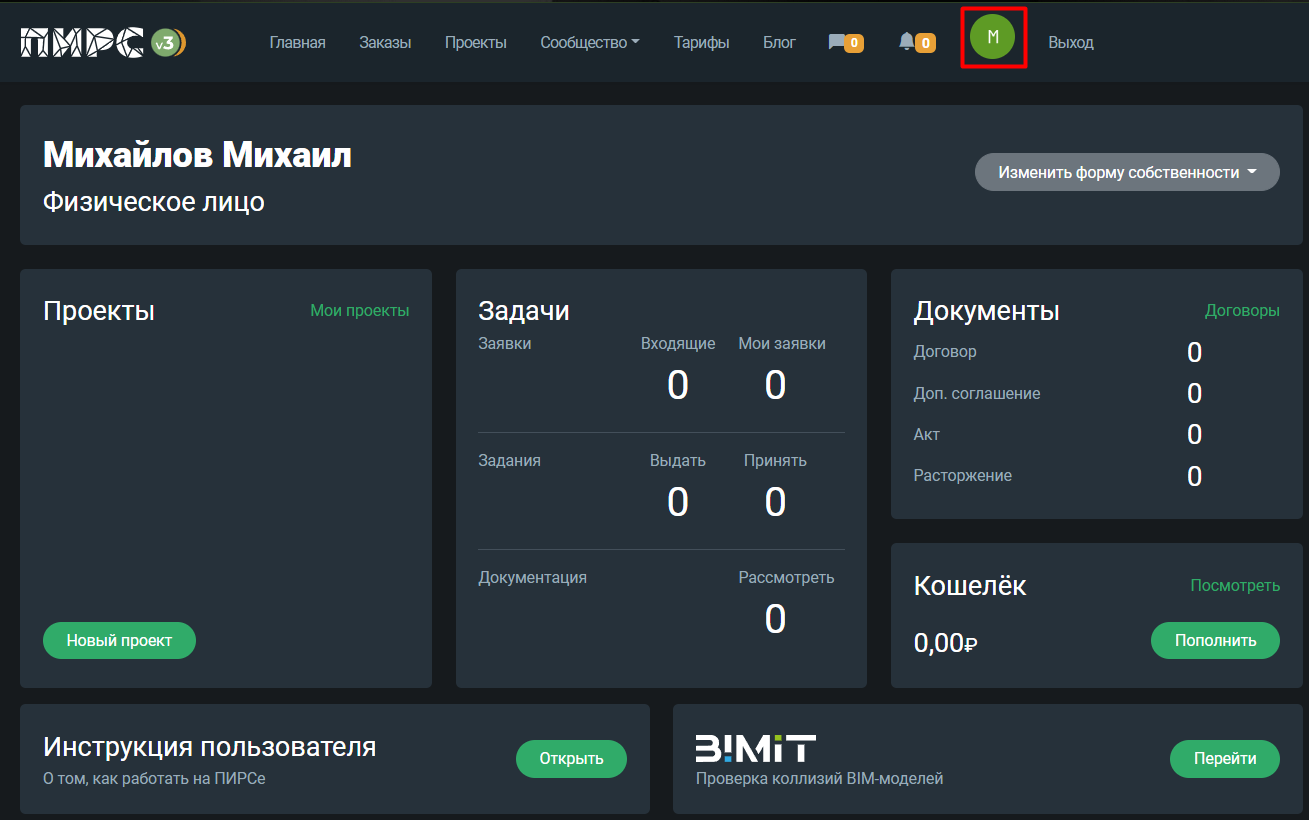 ПИРС v3 Главная Заказы Проекты Сообщество Тарифы Блог 0 0 М Выход
Михайлов Михаил
Физическое лицо
Изменить форму собственности
Проекты Мои проекты
Новый проект
Задачи
Заявки Входящие Мои заявки
0 0
Задания Выдать Принять
0 0
Документация Рассмотреть
0
Документы Договоры
Договор 0
Доп. соглашение 0
Акт 0
Расторжение 0
Кошелёк Посмотреть
0,00₽ Пополнить
Инструкция пользователя
О том, как работать на ПИРСе
Открыть
B!MiT
Проверка коллизий BIM-моделей
Перейти